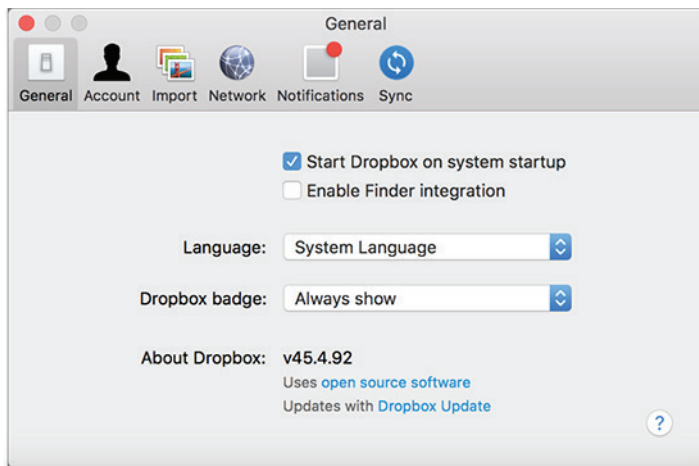 General
General Account Import Network Notifications Sync
Start Dropbox on system startup
Enable Finder integration
Language: System Language
Dropbox badge: Always show
About Dropbox: v45.4.92
Uses open source software
Updates with Dropbox Update
?